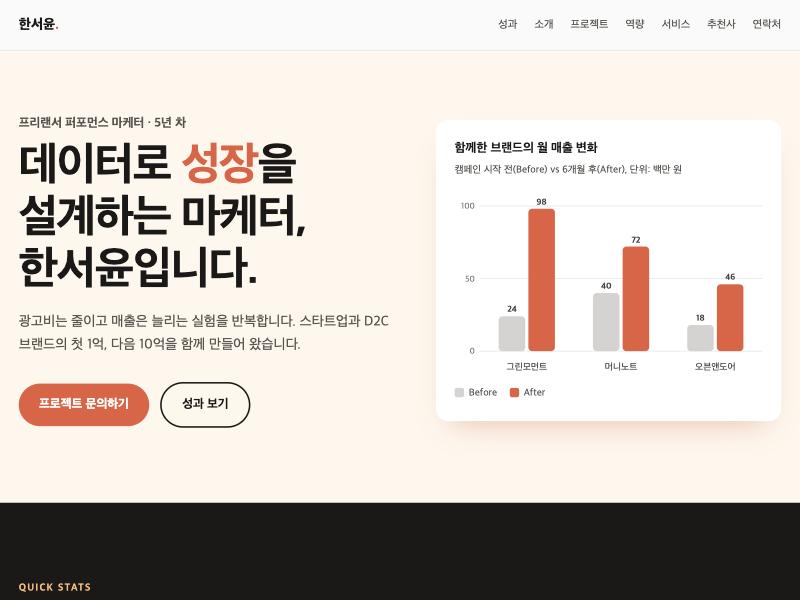 한서윤.
성과 소개 프로젝트 역량 서비스 추천사 연락처
프리랜서 퍼포먼스 마케터 · 5년 차
데이터로 성장을
설계하는 마케터,
한서윤입니다.
광고비는 줄이고 매출은 늘리는 실험을 반복합니다. 스타트업과 D2C
브랜드의 첫 1억, 다음 10억을 함께 만들어 왔습니다.
프로젝트 문의하기 성과 보기
함께한 브랜드의 월 매출 변화
캠페인 시작 전(Before) vs 6개월 후(After), 단위: 백만 원
100
50
0
24 98
40 72
18 46
그린모먼트 머니노트 오븐앤도어
Before After
QUICK STATS